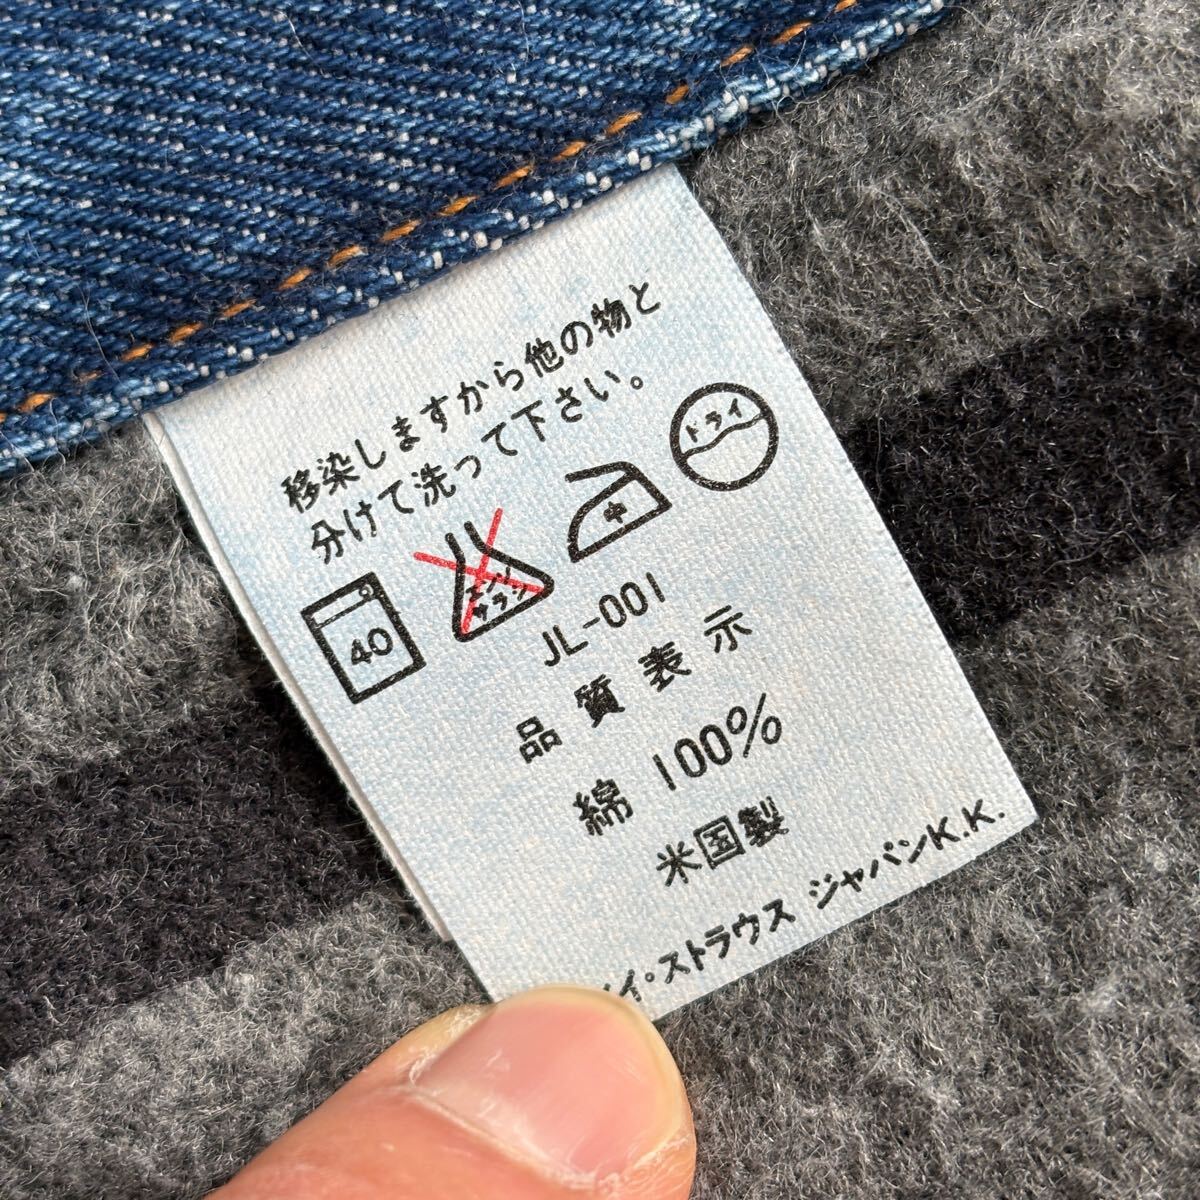 移染しますから他の物と
分けて洗って下さい。
40
エンソ
サラシ
中
ドライ
JL-001
品質表示
綿 100%
米国製
イ・ストラウス ジャパンK.K.